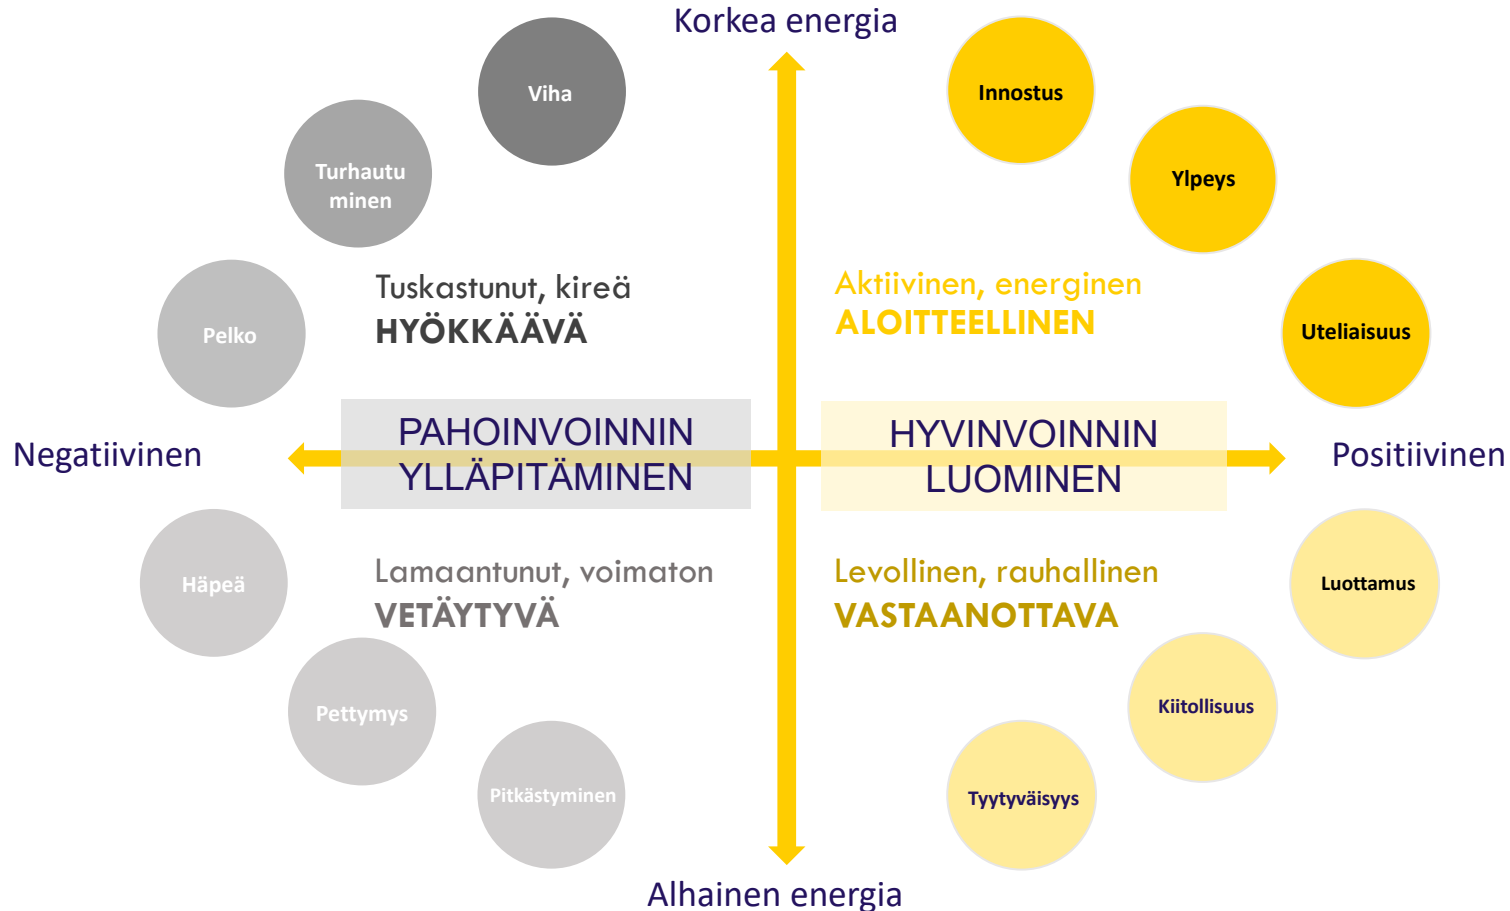 Korkea energia
Viha
Innostus
Turhautu
minen
Ylpeys
Tuskastunut, kireä
HYÖKKÄÄVÄ
Aktiivinen, energinen
ALOITTEELLINEN
Pelko
Uteliaisuus
Negatiivinen
PAHOINVOINNIN
YLLÄPITÄMINEN
HYVINVOINNIN
LUOMINEN
Positiivinen
Häpeä
Lamaantunut, voimaton
VETÄYTYVÄ
Levollinen, rauhallinen
VASTAANOTTAVA
Luottamus
Pettymys
Kiitollisuus
Pitkästyminen
Tyytyväisyys
Alhainen energia